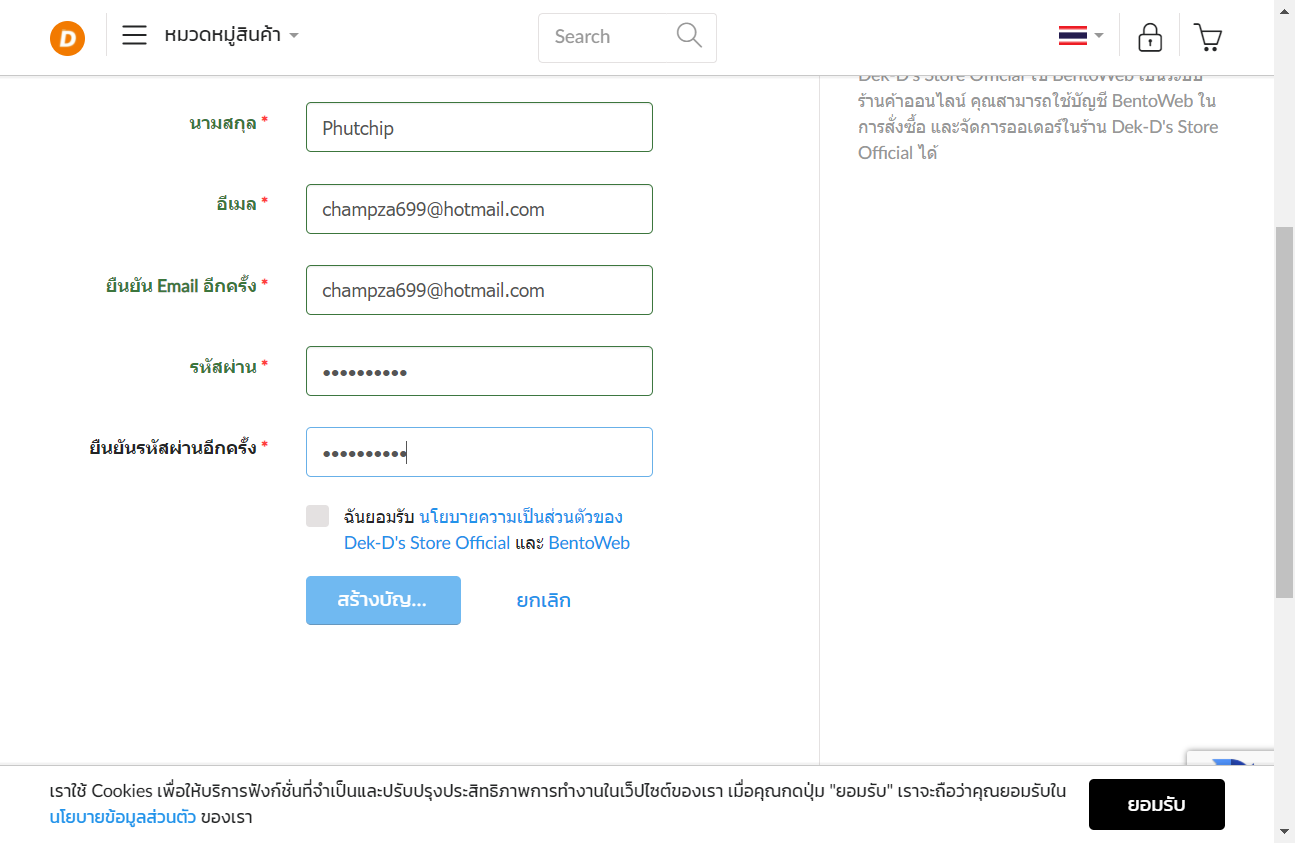 D
หมวดหมู่สินค้า
Search
Dek-D's Store Official ใช้ BentoWeb เป็นระบบ
ร้านค้าออนไลน์ คุณสามารถใช้บัญชี BentoWeb ใน
การสั่งซื้อ และจัดการออเดอร์ในร้าน Dek-D's Store
Official ได้
นามสกุล *
Phutchip
อีเมล *
champza699@hotmail.com
ยืนยัน Email อีกครั้ง *
champza699@hotmail.com
รหัสผ่าน *
••••••••••
ยืนยันรหัสผ่านอีกครั้ง *
••••••••••
ฉันยอมรับ นโยบายความเป็นส่วนตัวของ
Dek-D's Store Official และ BentoWeb
สร้างบัญ...
ยกเลิก
เราใช้ Cookies เพื่อให้บริการฟังก์ชั่นที่จำเป็นและปรับปรุงประสิทธิภาพการทำงานในเว็ปไซต์ของเรา เมื่อคุณกดปุ่ม "ยอมรับ" เราจะถือว่าคุณยอมรับใน
นโยบายข้อมูลส่วนตัว ของเรา
ยอมรับ